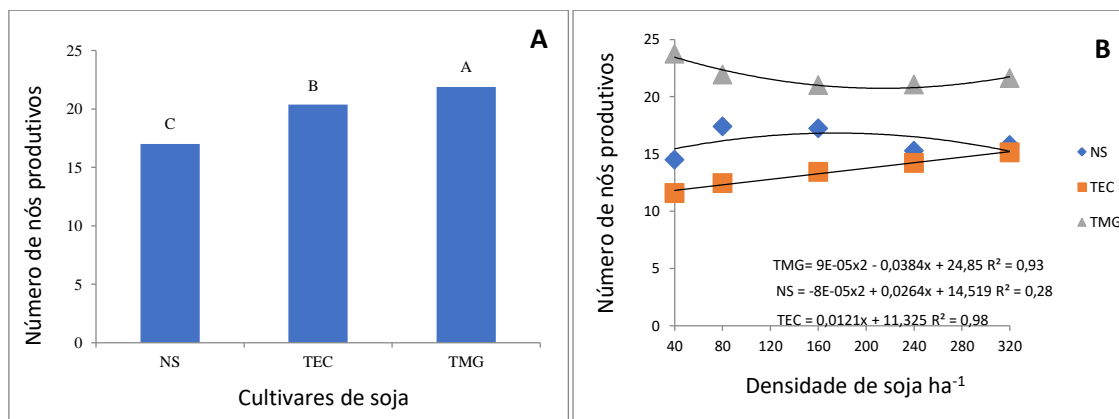 A
Número de nós produtivos
25
20
15
10
5
0
C
B
A
NS
TEC
TMG
Cultivares de soja
B
Número de nós produtivos
25
20
15
10
5
0
NS
TEC
TMG
TMG= 9E-05x2 - 0,0384x + 24,85 R² = 0,93
NS = -8E-05x2 + 0,0264x + 14,519 R² = 0,28
TEC = 0,0121x + 11,325 R² = 0,98
40 80 120 160 200 240 280 320
Densidade de soja ha⁻¹